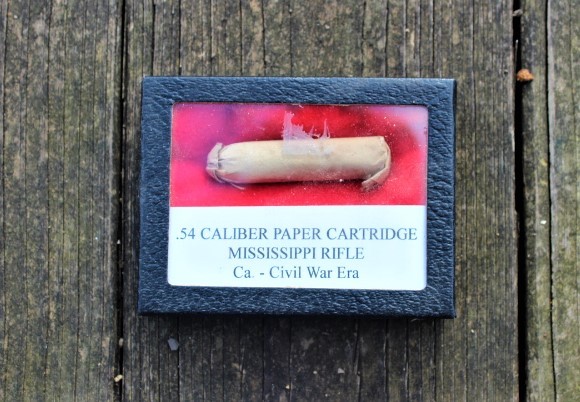 .54 CALIBER PAPER CARTRIDGE
MISSISSIPPI RIFLE
Ca. - Civil War Era